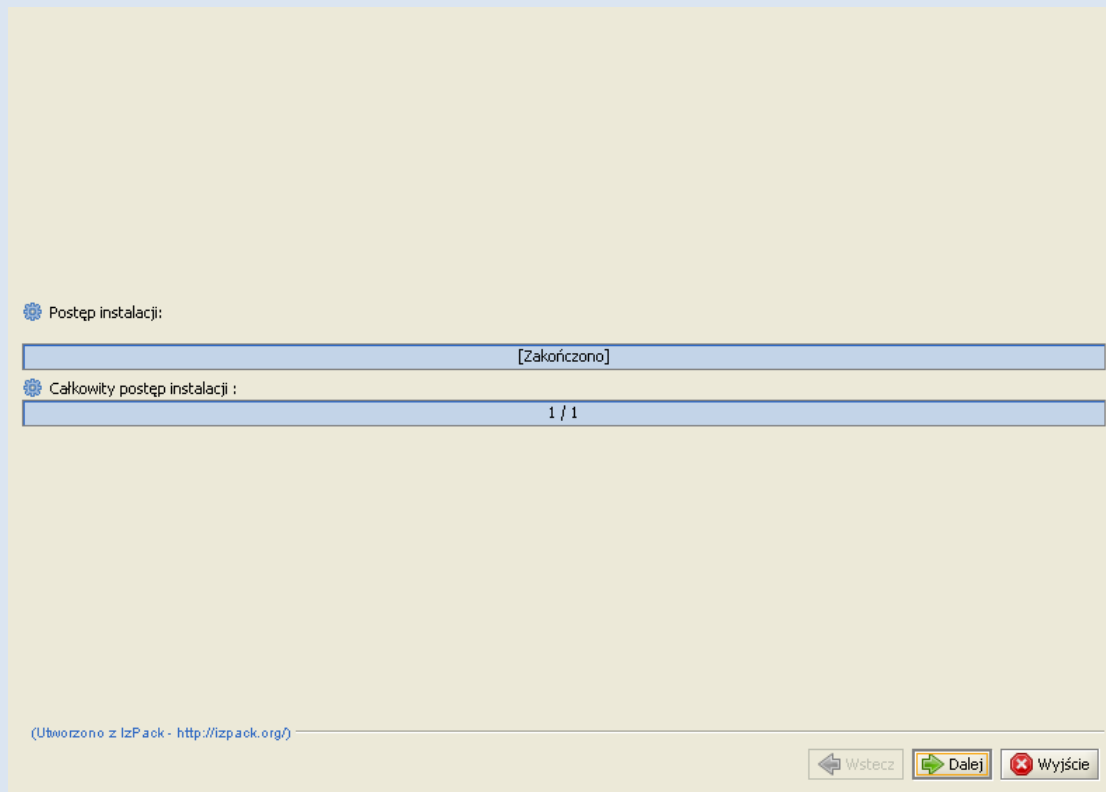 Postęp instalacji:
[Zakończono]
Całkowity postęp instalacji :
1 / 1
(Utworzono z IzPack - http://izpack.org/)
Wstecz Dalej Wyjście